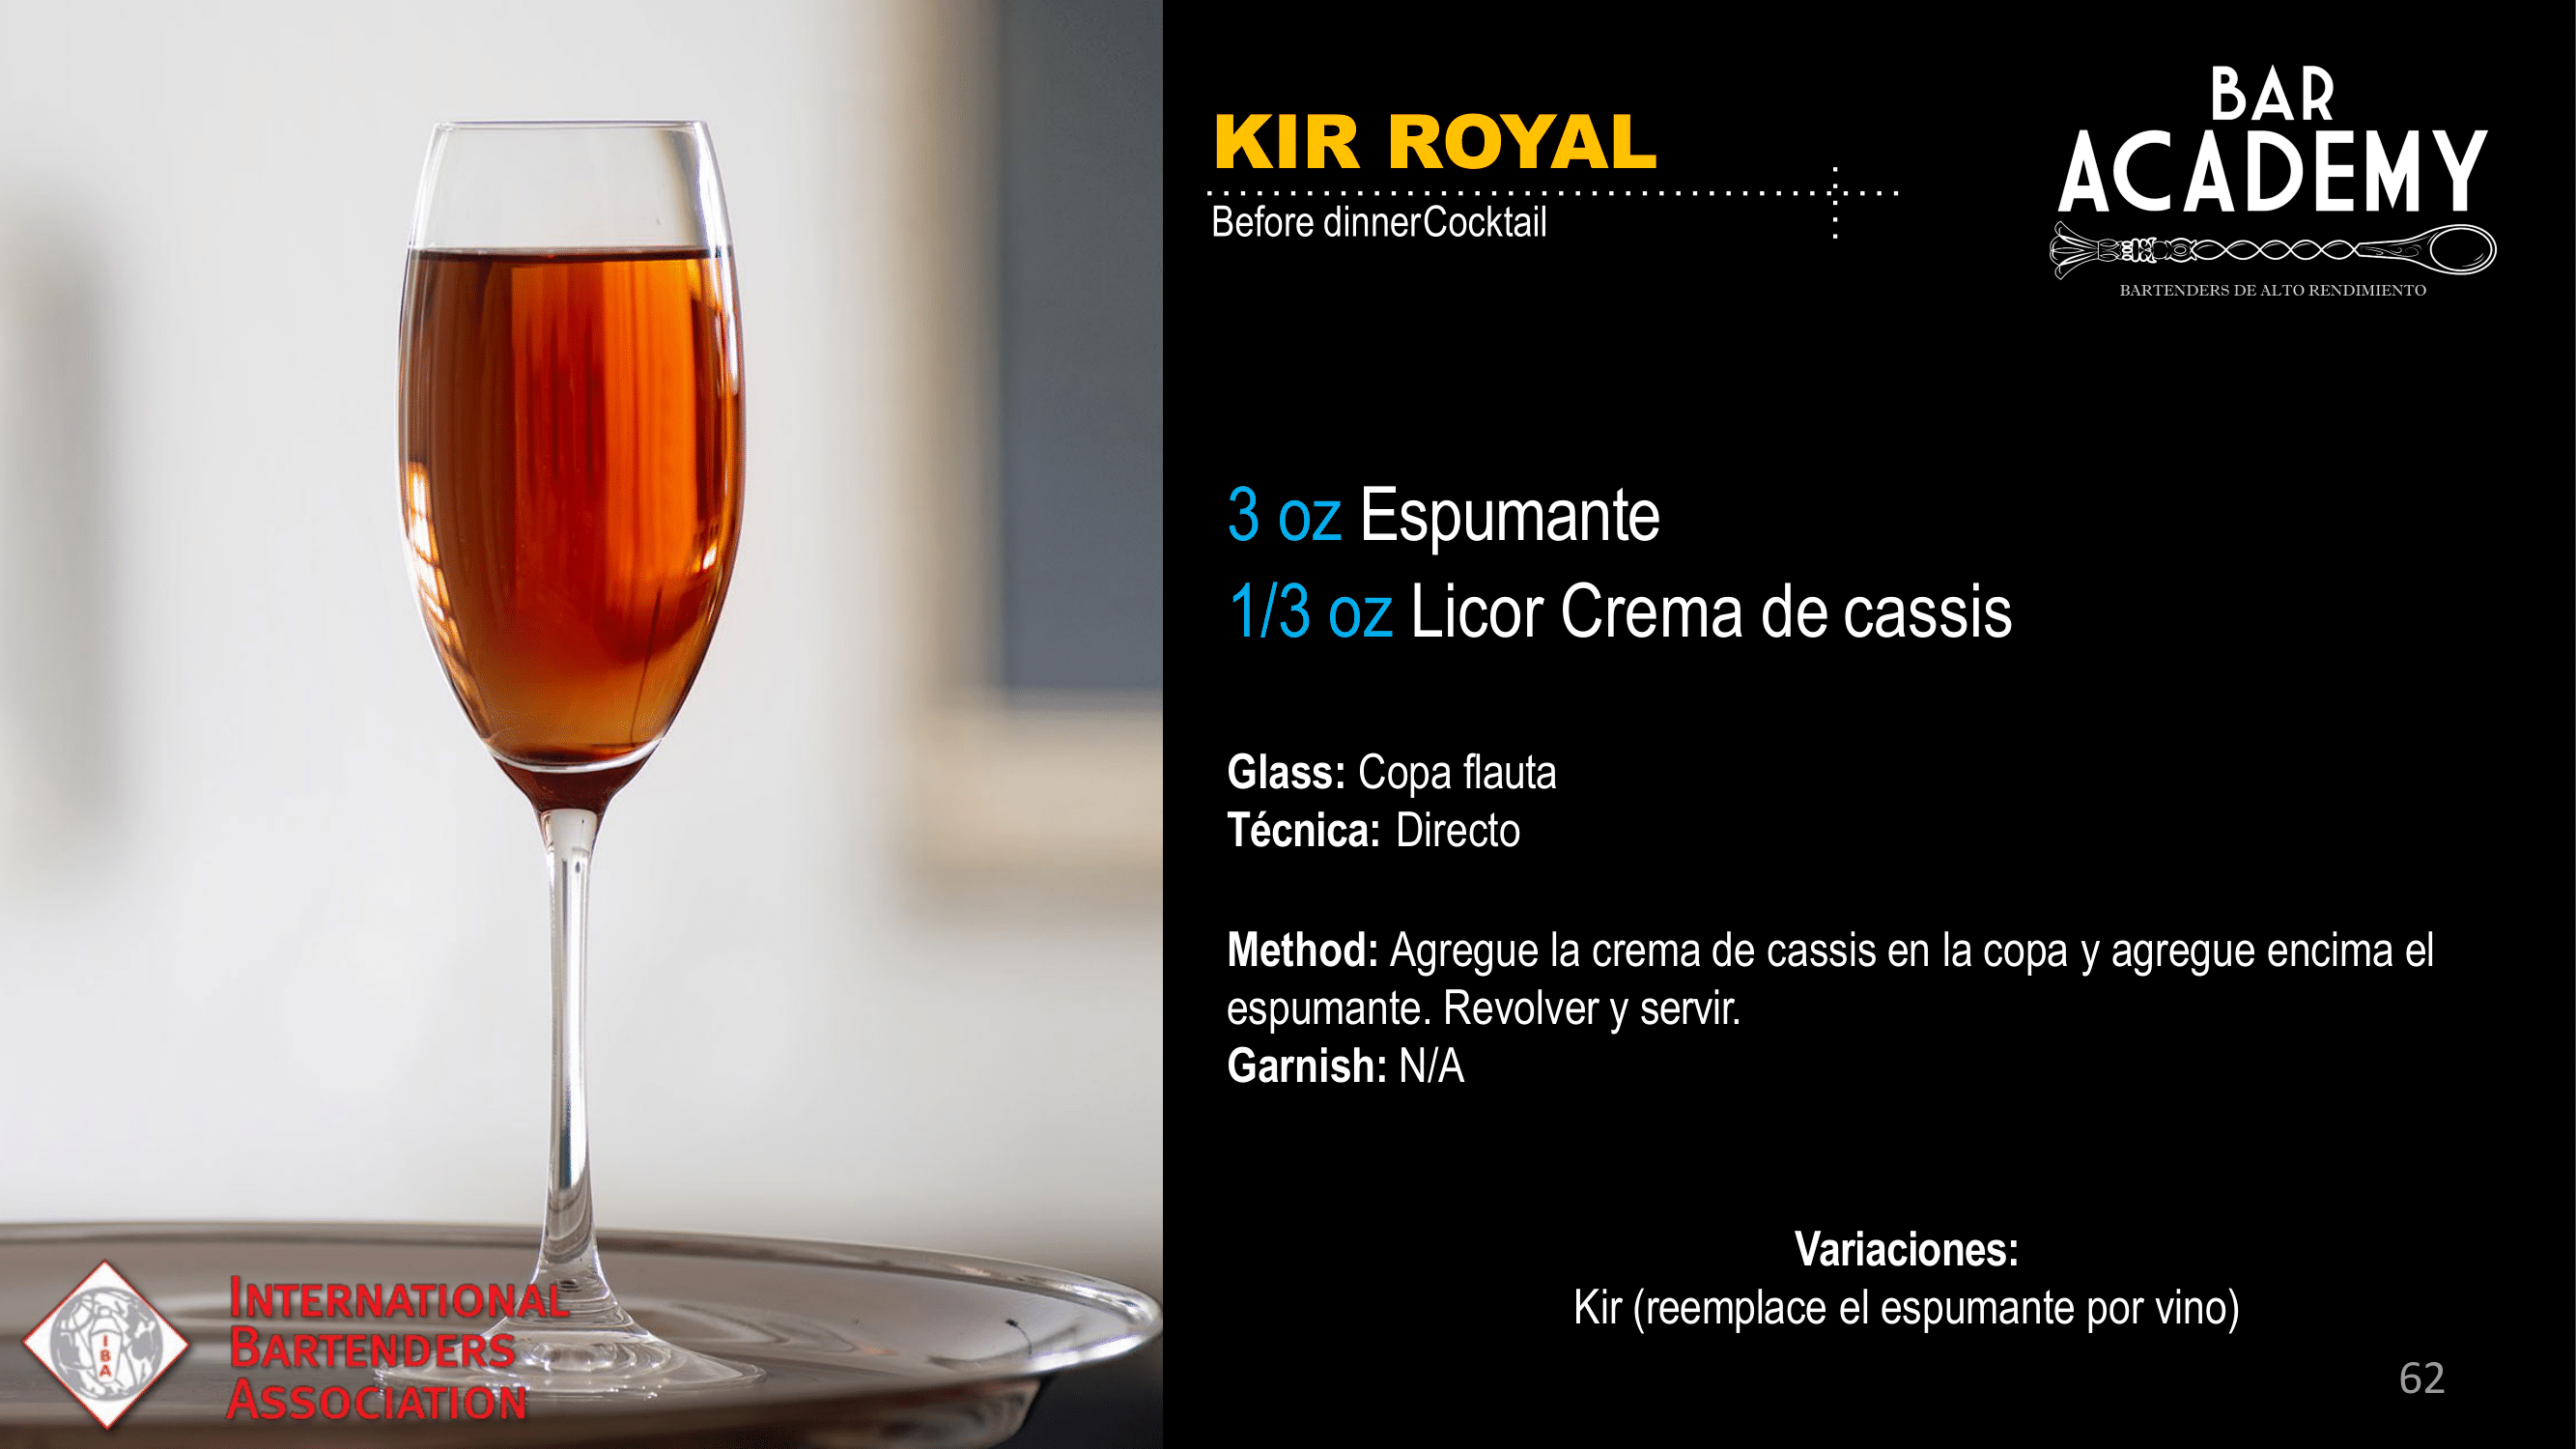 KIR ROYAL
Before dinnerCocktail
BAR
ACADEMY
BARTENDERS DE ALTO RENDIMIENTO
3 oz Espumante
1/3 oz Licor Crema de cassis
Glass: Copa flauta
Técnica: Directo
Method: Agregue la crema de cassis en la copa y agregue encima el
espumante. Revolver y servir.
Garnish: N/A
Variaciones:
Kir (reemplace el espumante por vino)
62
IBA
INTERNATIONAL
BARTENDERS
ASSOCIATION